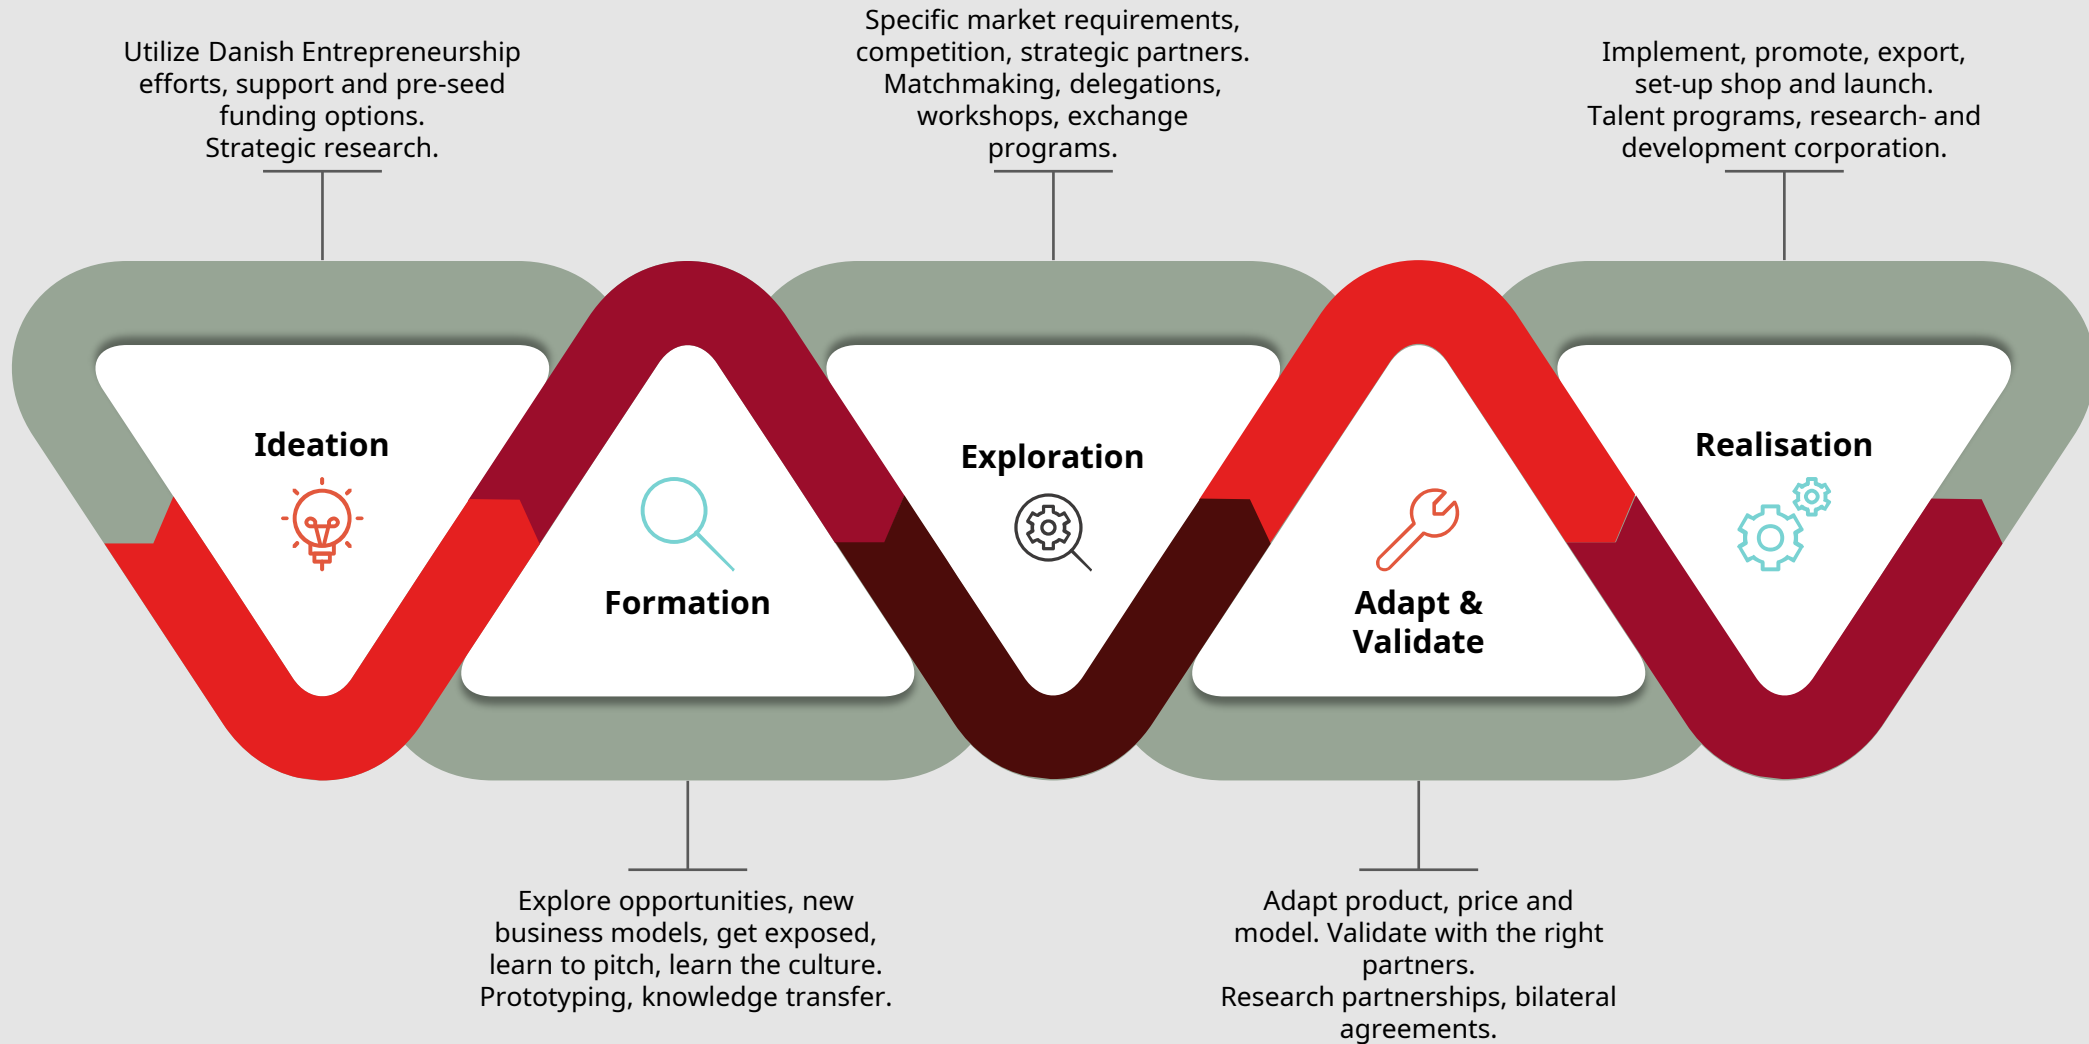 Utilize Danish Entrepreneurship
efforts, support and pre-seed
funding options.
Strategic research.
Specific market requirements,
competition, strategic partners.
Matchmaking, delegations,
workshops, exchange
programs.
Implement, promote, export,
set-up shop and launch.
Talent programs, research- and
development corporation.
Ideation
Formation
Exploration
Adapt &
Validate
Realisation
Explore opportunities, new
business models, get exposed,
learn to pitch, learn the culture.
Prototyping, knowledge transfer.
Adapt product, price and
model. Validate with the right
partners.
Research partnerships, bilateral
agreements.